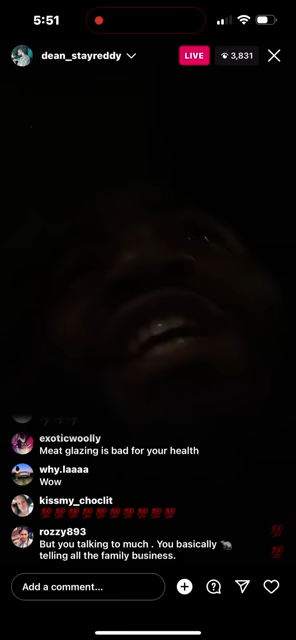 5:51
dean_stayreddy
LIVE
3,831
exoticwoolly
Meat glazing is bad for your health
why.laaaa
Wow
kissmy_choclit
💯💯💯💯💯💯💯💯💯💯💯
rozzy893
But you talking to much . You basically 🐀
telling all the family business.
Add a comment...